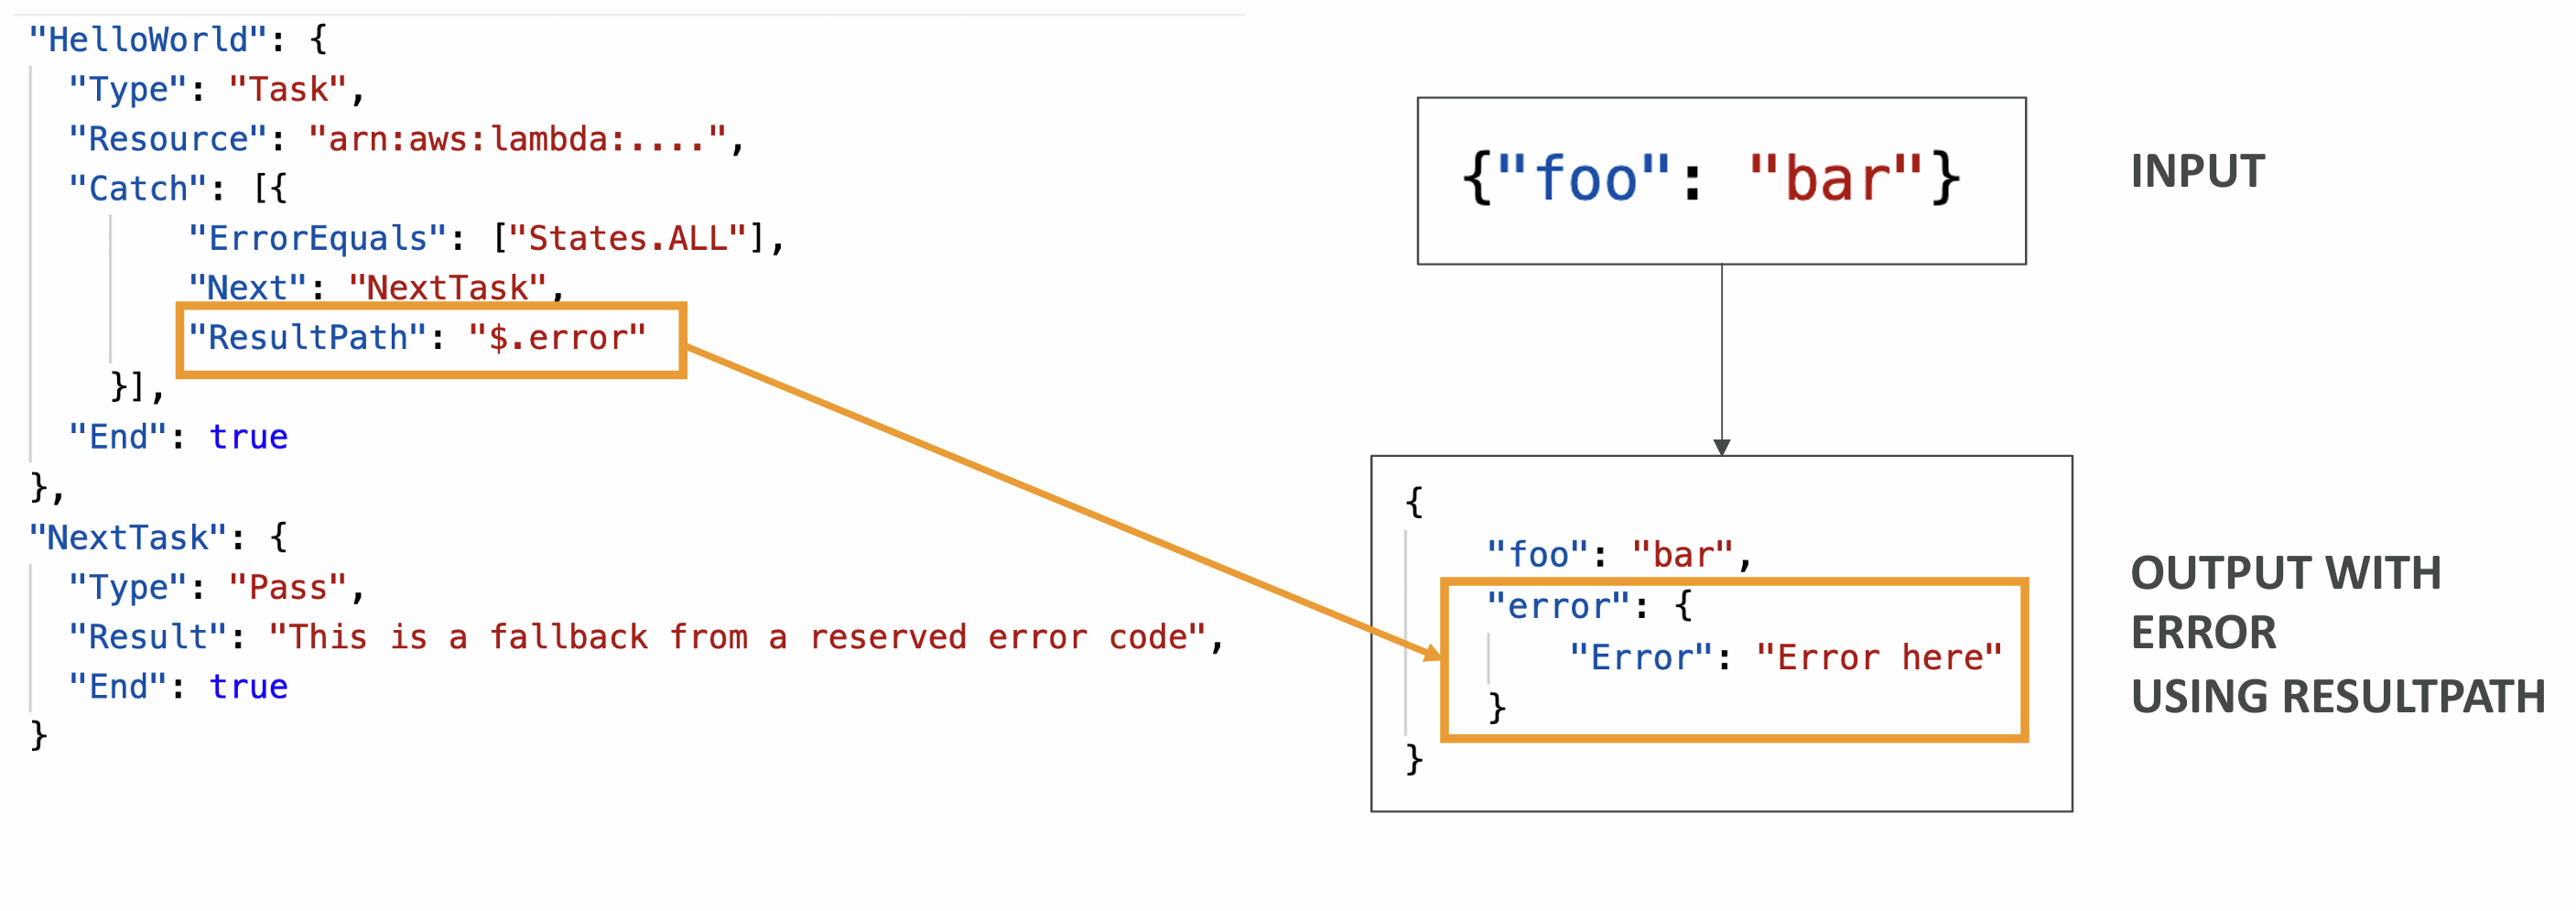 "HelloWorld": {
"Type": "Task",
"Resource": "arn:aws:lambda:....",
"Catch": [{
"ErrorEquals": ["States.ALL"],
"Next": "NextTask",
"ResultPath": "$.error"
}],
"End": true
},
"NextTask": {
"Type": "Pass",
"Result": "This is a fallback from a reserved error code",
"End": true
}
{"foo": "bar"}
INPUT
{
"foo": "bar",
"error": {
"Error": "Error here"
}
}
OUTPUT WITH
ERROR
USING RESULTPATH